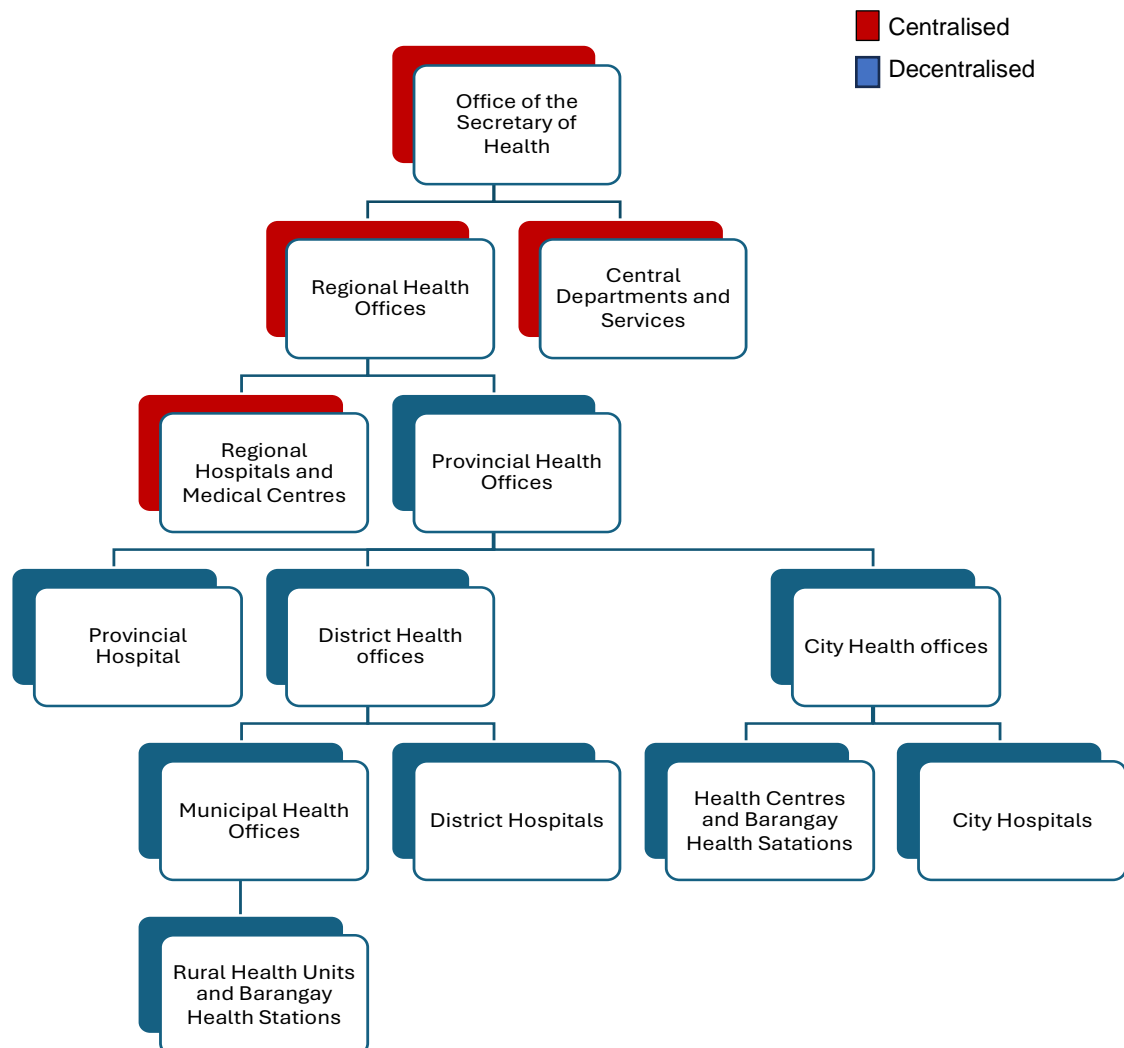 Centralised
Decentralised
Office of the
Secretary of
Health
Regional Health
Offices
Central
Departments and
Services
Regional
Hospitals and
Medical Centres
Provincial Health
Offices
Provincial
Hospital
District Health
offices
City Health offices
Municipal Health
Offices
District Hospitals
Health Centres
and Barangay
Health Satations
City Hospitals
Rural Health Units
and Barangay
Health Stations